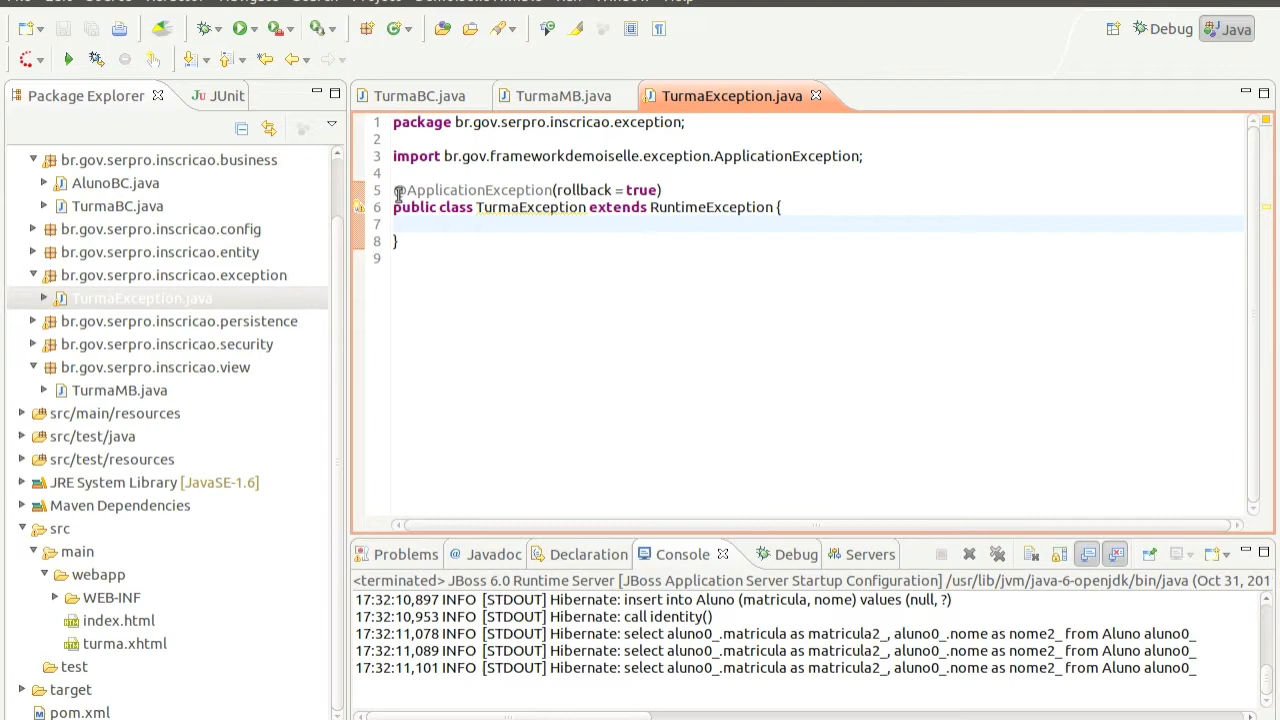 Debug
Java
Package Explorer
JUnit
br.gov.serpro.inscricao.business
AlunoBC.java
TurmaBC.java
br.gov.serpro.inscricao.config
br.gov.serpro.inscricao.entity
br.gov.serpro.inscricao.exception
TurmaException.java
br.gov.serpro.inscricao.persistence
br.gov.serpro.inscricao.security
br.gov.serpro.inscricao.view
TurmaMB.java
src/main/resources
src/test/java
src/test/resources
JRE System Library [JavaSE-1.6]
Maven Dependencies
src
main
webapp
WEB-INF
index.html
turma.xhtml
test
target
pom.xml
TurmaBC.java
TurmaMB.java
TurmaException.java
1 package br.gov.serpro.inscricao.exception;
2
3 import br.gov.frameworkdemoiselle.exception.ApplicationException;
4
5 @ApplicationException(rollback = true)
6 public class TurmaException extends RuntimeException {
7
8 }
9
Problems
Javadoc
Declaration
Console
Debug
Servers
<terminated> JBoss 6.0 Runtime Server [JBoss Application Server Startup Configuration] /usr/lib/jvm/java-6-openjdk/bin/java (Oct 31, 201
17:32:10,897 INFO [STDOUT] Hibernate: insert into Aluno (matricula, nome) values (null, ?)
17:32:10,953 INFO [STDOUT] Hibernate: call identity()
17:32:11,078 INFO [STDOUT] Hibernate: select aluno0_.matricula as matricula2_, aluno0_.nome as nome2_ from Aluno aluno0_
17:32:11,089 INFO [STDOUT] Hibernate: select aluno0_.matricula as matricula2_, aluno0_.nome as nome2_ from Aluno aluno0_
17:32:11,101 INFO [STDOUT] Hibernate: select aluno0_.matricula as matricula2_, aluno0_.nome as nome2_ from Aluno aluno0_